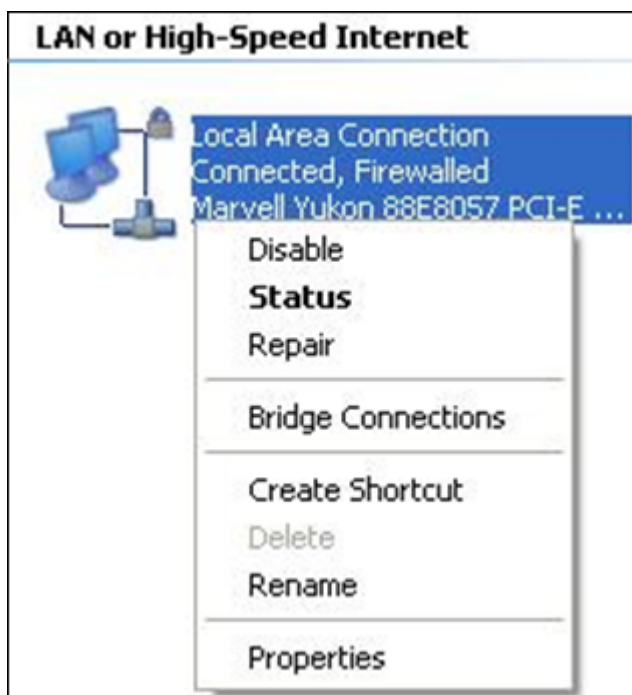 LAN or High-Speed Internet
Local Area Connection
Connected, Firewalled
Marvell Yukon 88E8057 PCI-E ...
Disable
Status
Repair
Bridge Connections
Create Shortcut
Delete
Rename
Properties